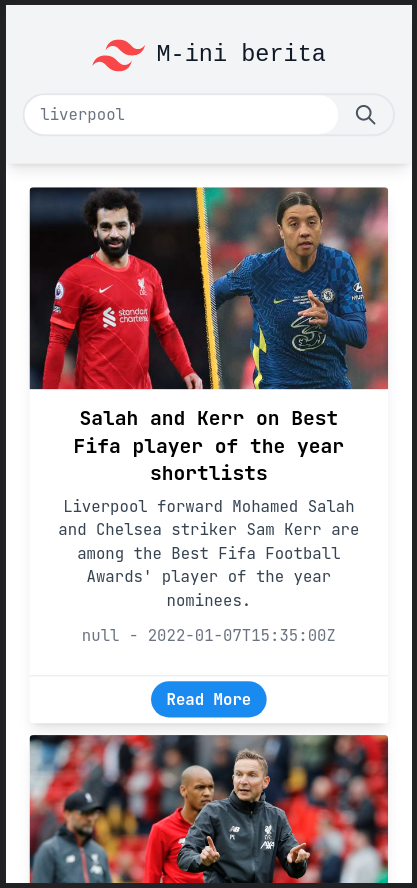 M-ini berita
liverpool
standard
chartered
Salah and Kerr on Best
Fifa player of the year
shortlists
Liverpool forward Mohamed Salah
and Chelsea striker Sam Kerr are
among the Best Fifa Football
Awards' player of the year
nominees.
null - 2022-01-07T15:35:00Z
Read More